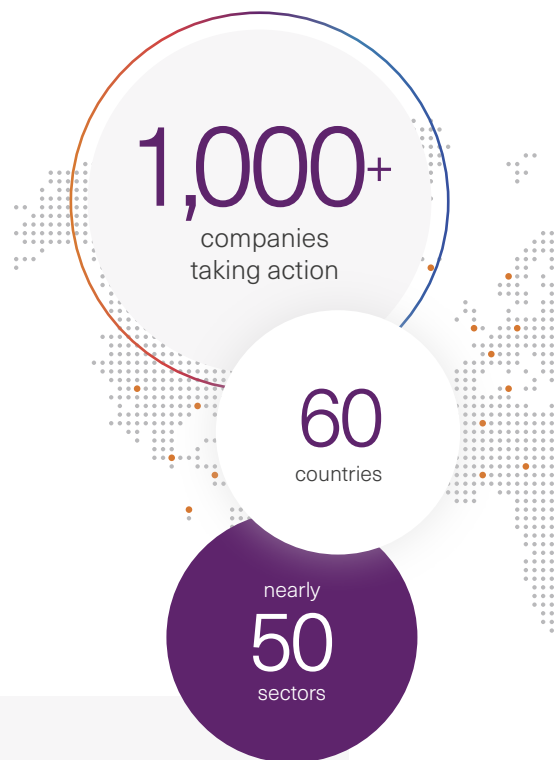 1,000+
companies
taking action
60
countries
nearly
50
sectors